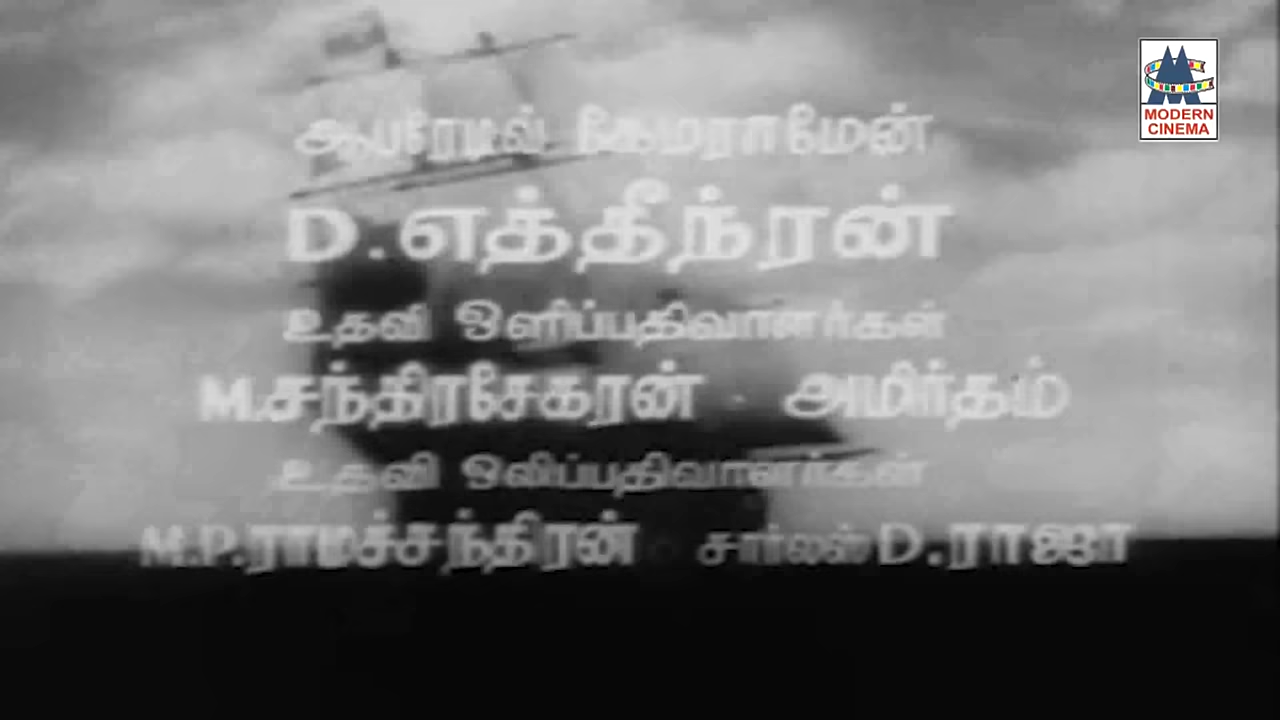 ஆபரேடிவ் கேமராமேன்
D.எத்தீந்ரன்
உதவி ஒளிப்பதிவாளர்கள்
M.சந்திரசேகரன் - அமிர்தம்
உதவி ஒலிப்பதிவாளர்கள்
M.P.ராமச்சந்திரன் சார்லஸ் D.ராஜா
MODERN
CINEMA